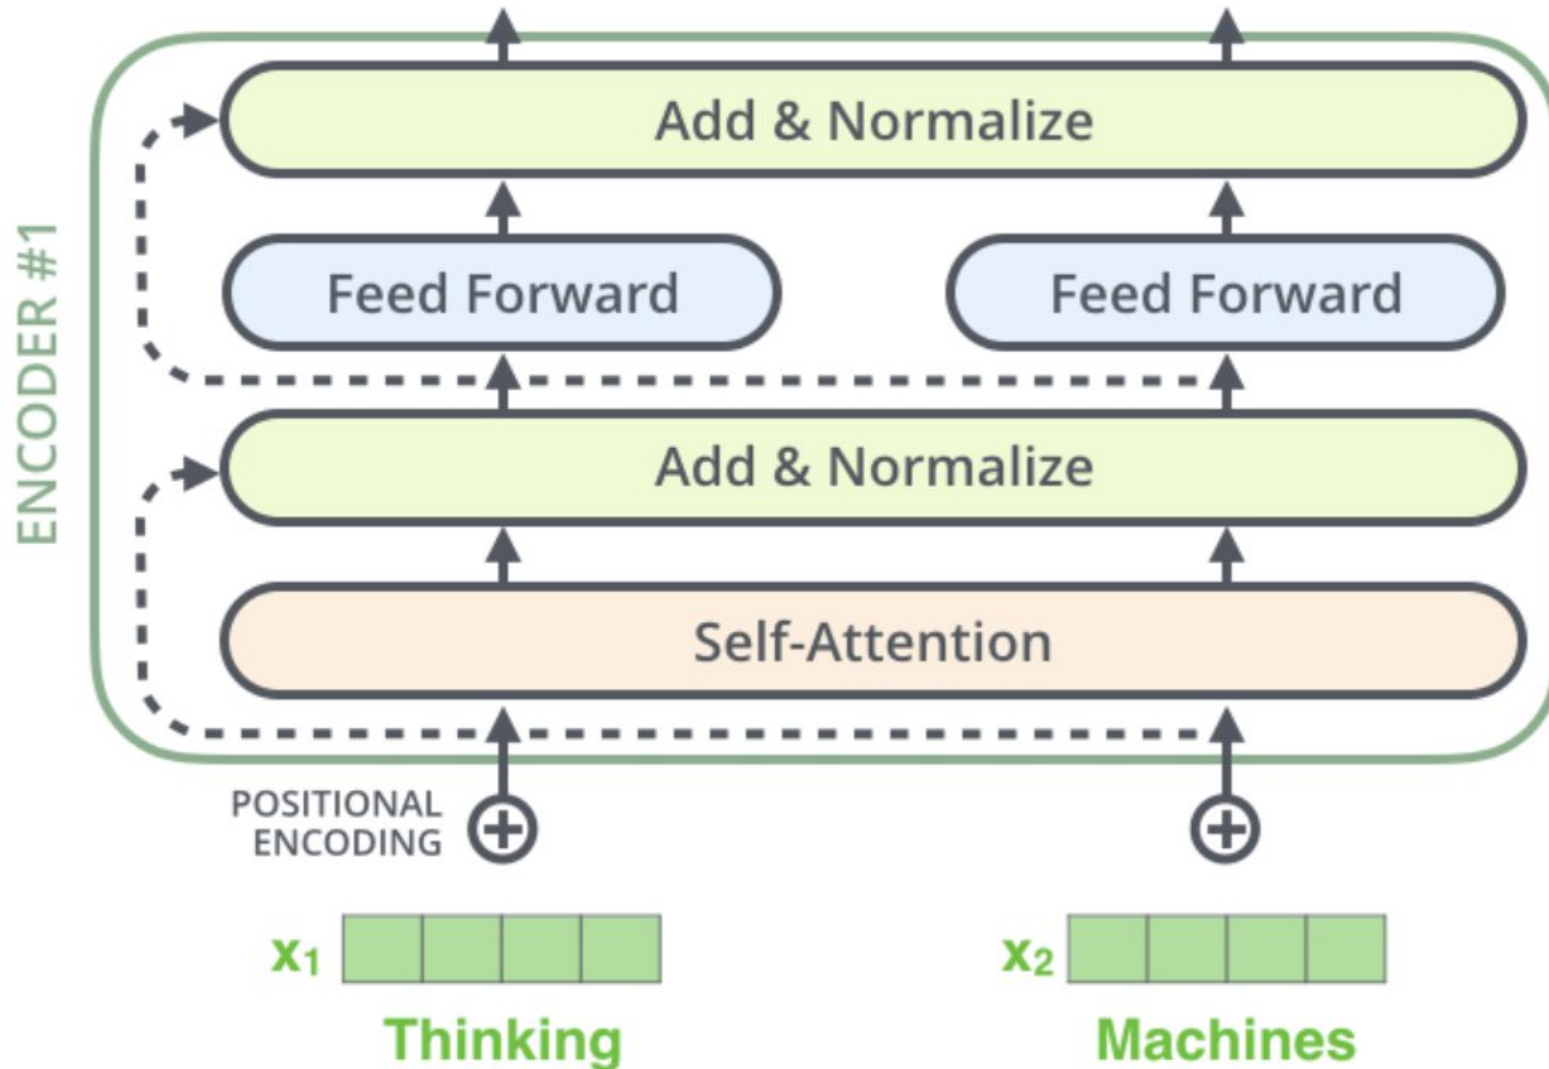 ENCODER #1
Add & Normalize
Feed Forward
Feed Forward
Add & Normalize
Self-Attention
POSITIONAL
ENCODING
x₁
x₂
Thinking
Machines